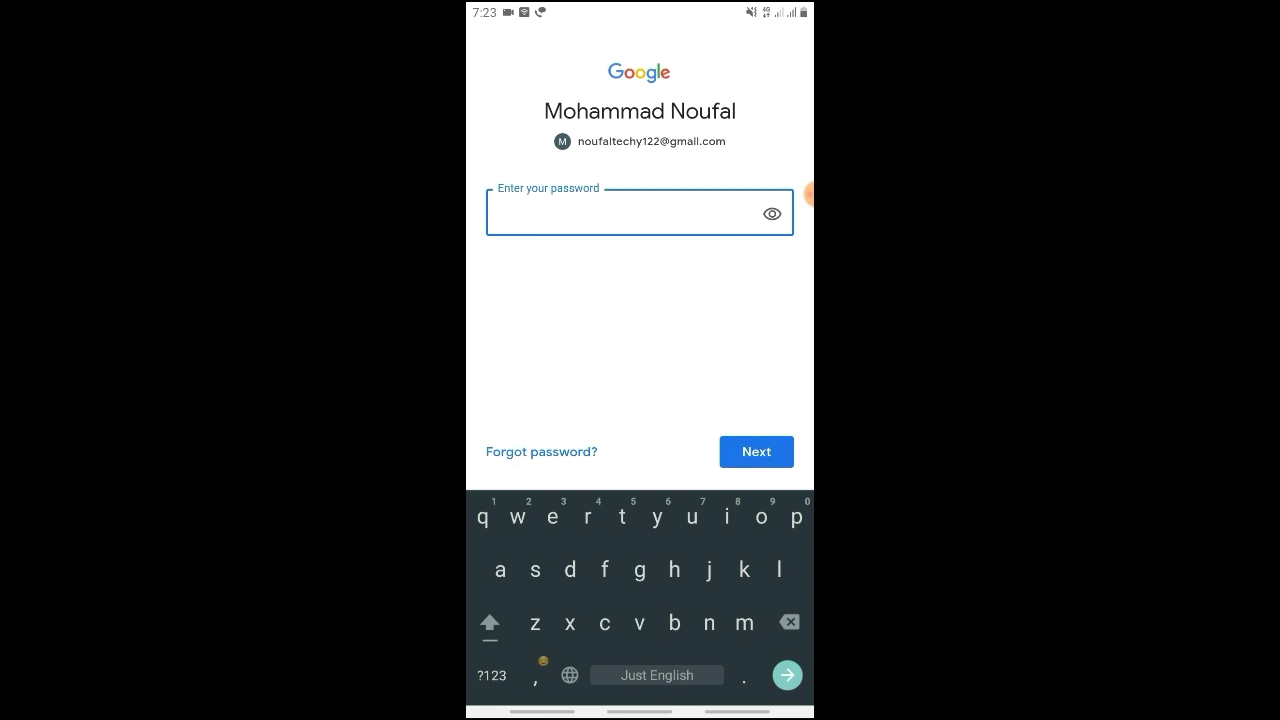 7:23 4G
Google
Mohammad Noufal
M noufaltechy122@gmail.com
Enter your password
Forgot password? Next
1 2 3 4 5 6 7 8 9 0
q w e r t y u i o p
a s d f g h j k l
z x c v b n m
?123 , Just English .